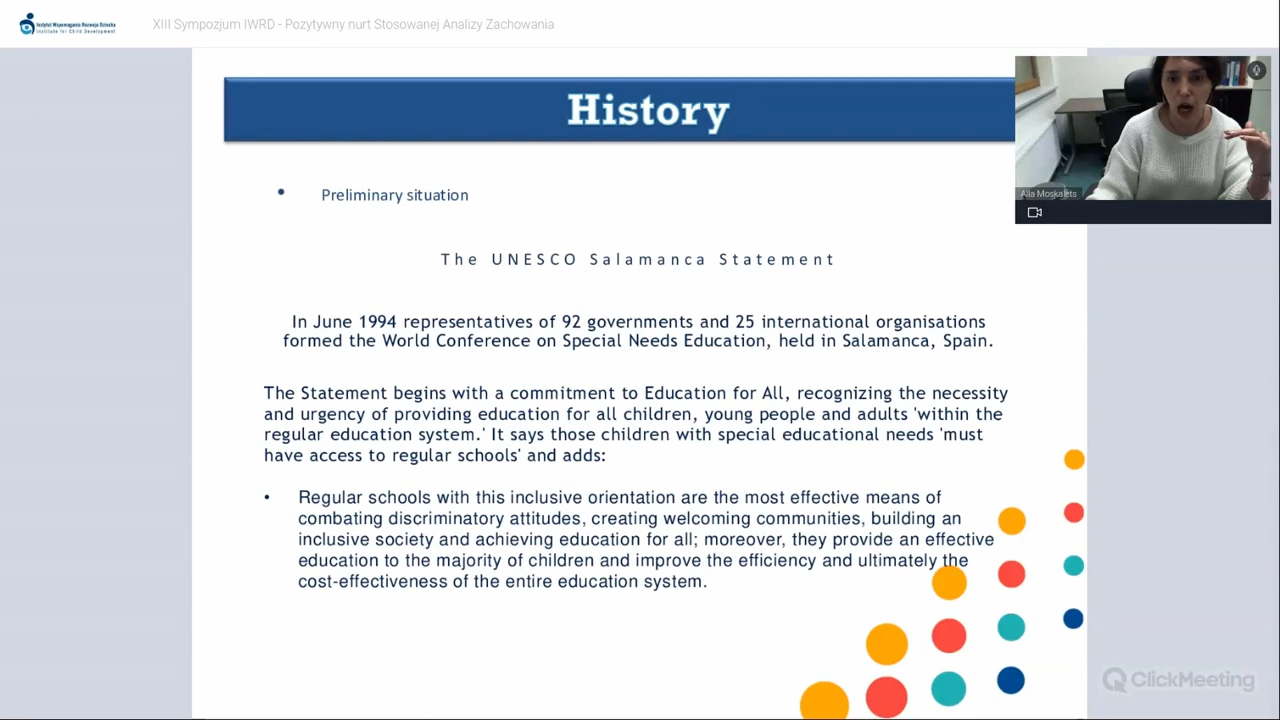 Instytut Wspomagania Rozwoju Dziecka
Institute for Child Development
XIII Sympozjum IWRD - Pozytywny nurt Stosowanej Analizy Zachowania
History
• Preliminary situation
The UNESCO Salamanca Statement
In June 1994 representatives of 92 governments and 25 international organisations
formed the World Conference on Special Needs Education, held in Salamanca, Spain.
The Statement begins with a commitment to Education for All, recognizing the necessity
and urgency of providing education for all children, young people and adults 'within the
regular education system.' It says those children with special educational needs 'must
have access to regular schools' and adds:
• Regular schools with this inclusive orientation are the most effective means of
combating discriminatory attitudes, creating welcoming communities, building an
inclusive society and achieving education for all; moreover, they provide an effective
education to the majority of children and improve the efficiency and ultimately the
cost-effectiveness of the entire education system.
Alla Moskalets
ClickMeeting